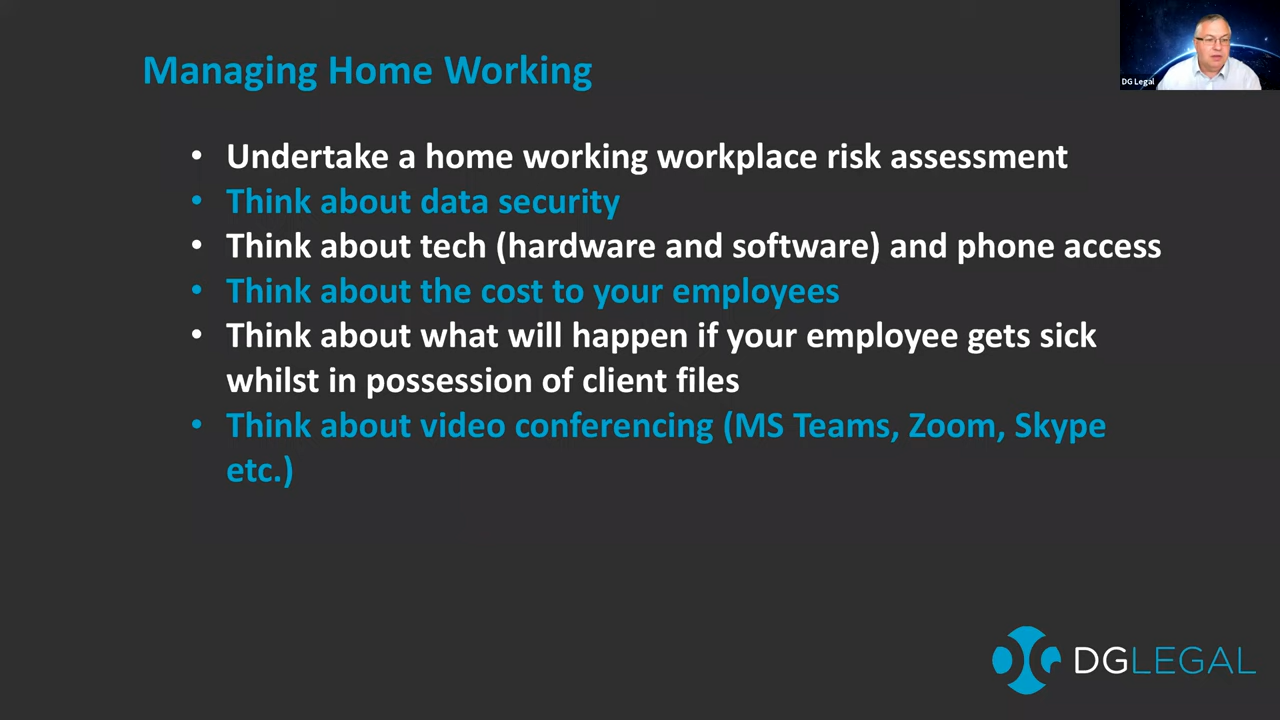 Managing Home Working
DG Legal
• Undertake a home working workplace risk assessment
• Think about data security
• Think about tech (hardware and software) and phone access
• Think about the cost to your employees
• Think about what will happen if your employee gets sick
whilst in possession of client files
• Think about video conferencing (MS Teams, Zoom, Skype
etc.)
DGLEGAL